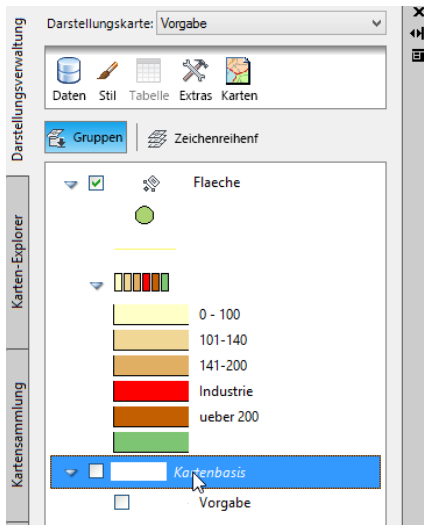 Darstellungskarte: Vorgabe
Daten Stil Tabelle Extras Karten
Gruppen Zeichenreihenf
Flaeche
0 - 100
101-140
141-200
Industrie
ueber 200
Kartenbasis
Vorgabe
Darstellungsverwaltung
Karten-Explorer
Kartensammlung